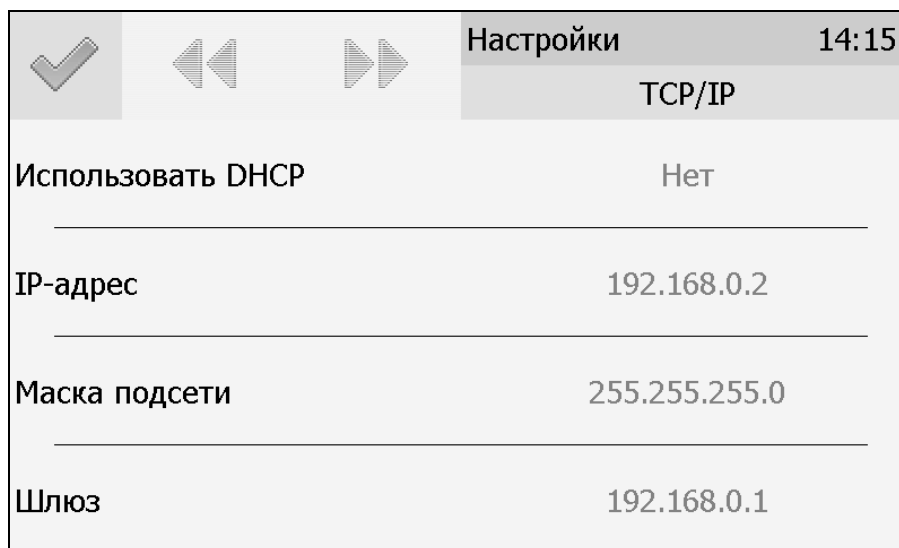 Настройки 14:15
TCP/IP
Использовать DHCP Нет
IP-адрес 192.168.0.2
Маска подсети 255.255.255.0
Шлюз 192.168.0.1